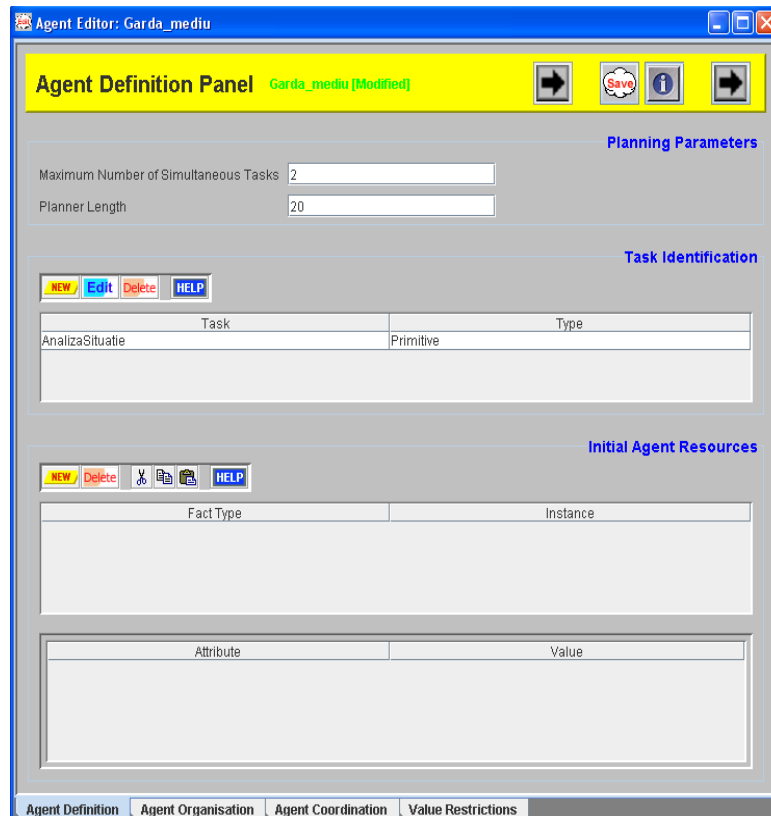 Agent Editor: Garda_mediu
Agent Definition Panel Garda_mediu [Modified] Save i
Planning Parameters
Maximum Number of Simultaneous Tasks 2
Planner Length 20
Task Identification
NEW Edit Delete HELP
Task Type
AnalizaSituatie Primitive
Initial Agent Resources
NEW Delete HELP
Fact Type Instance
Attribute Value
Agent Definition Agent Organisation Agent Coordination Value Restrictions